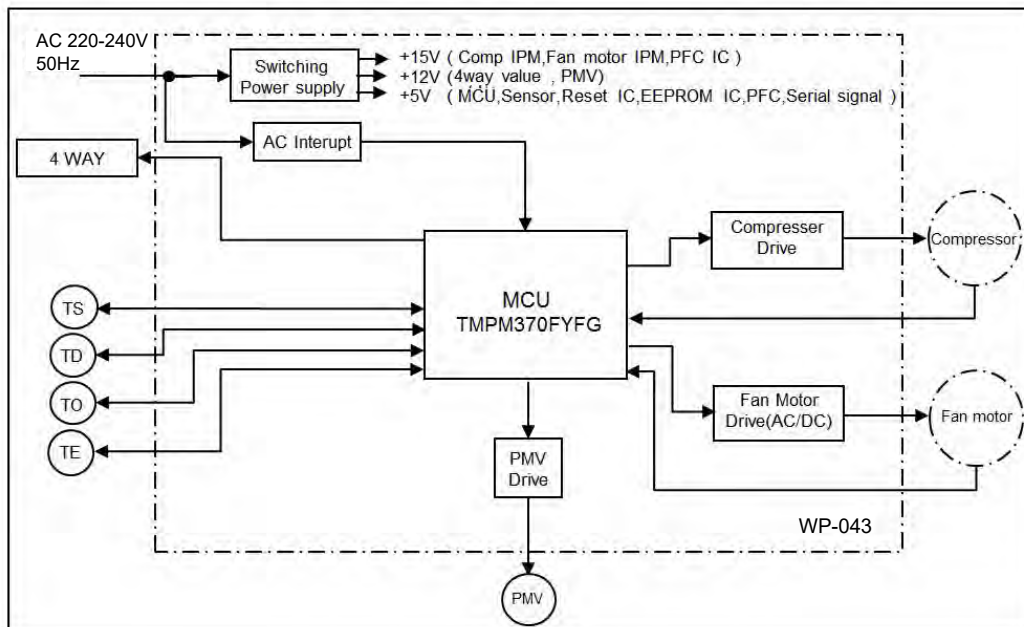 AC 220-240V
50Hz
Switching
Power supply
+15V ( Comp IPM,Fan motor IPM,PFC IC )
+12V (4way value , PMV)
+5V ( MCU,Sensor,Reset IC,EEPROM IC,PFC,Serial signal )
AC Interupt
4 WAY
Compresser
Drive
Compressor
MCU
TMPM370FYFG
TS
TD
TO
TE
Fan Motor
Drive(AC/DC)
Fan motor
PMV
Drive
WP-043
PMV